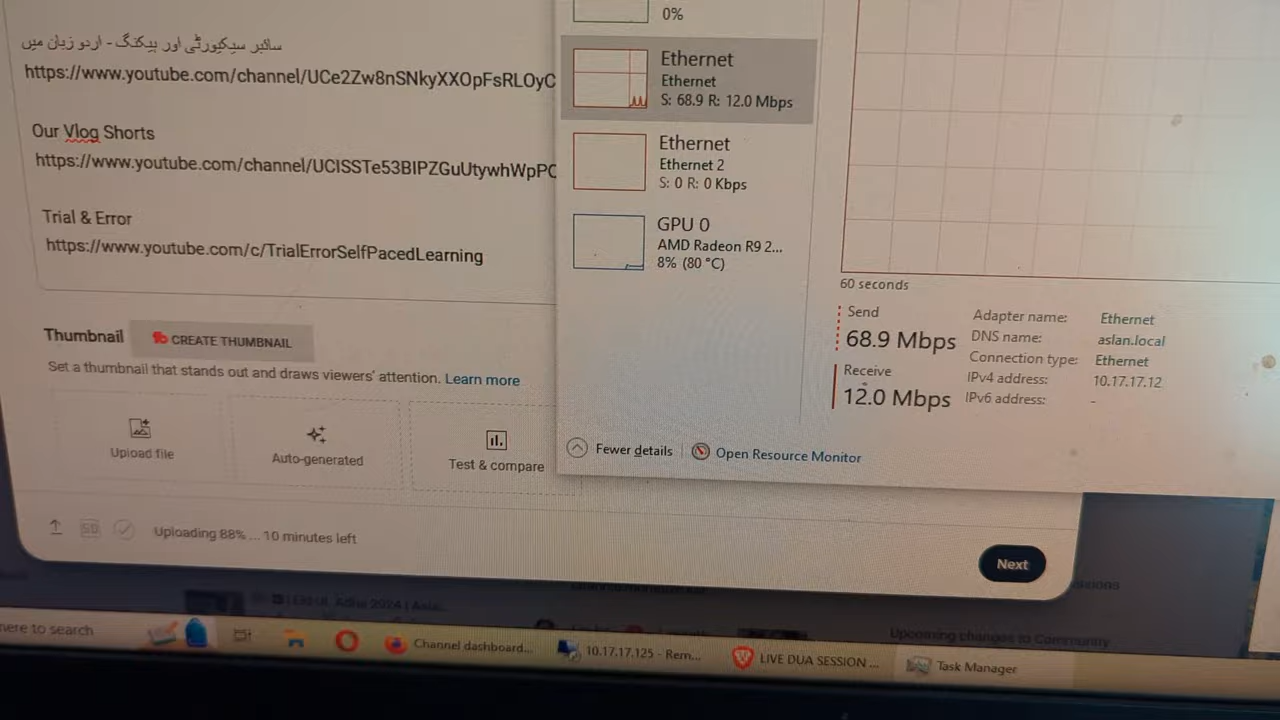 سائبر سیکیورٹی اور ہیکنگ - اردو زبان میں
https://www.youtube.com/channel/UCe2Zw8nSNkyXXOpFsRLOyC
Our Vlog Shorts
https://www.youtube.com/channel/UCISSTe53BIPZGuUtywhWpPC
Trial & Error
https://www.youtube.com/c/TrialErrorSelfPacedLearning
Thumbnail
CREATE THUMBNAIL
Set a thumbnail that stands out and draws viewers' attention. Learn more
Upload file
Auto-generated
Test & compare
SD
Uploading 88% ... 10 minutes left
Next
0%
Ethernet
Ethernet
S: 68.9 R: 12.0 Mbps
Ethernet
Ethernet 2
S: 0 R: 0 Kbps
GPU 0
AMD Radeon R9 2...
8% (80 °C)
60 seconds
Send
68.9 Mbps
Receive
12.0 Mbps
Adapter name: Ethernet
DNS name: aslan.local
Connection type: Ethernet
IPv4 address: 10.17.17.12
IPv6 address: -
Fewer details
Open Resource Monitor
Upcoming changes to Community
here to search
Channel dashboard...
10.17.17.125 - Rem...
LIVE DUA SESSION ...
Task Manager